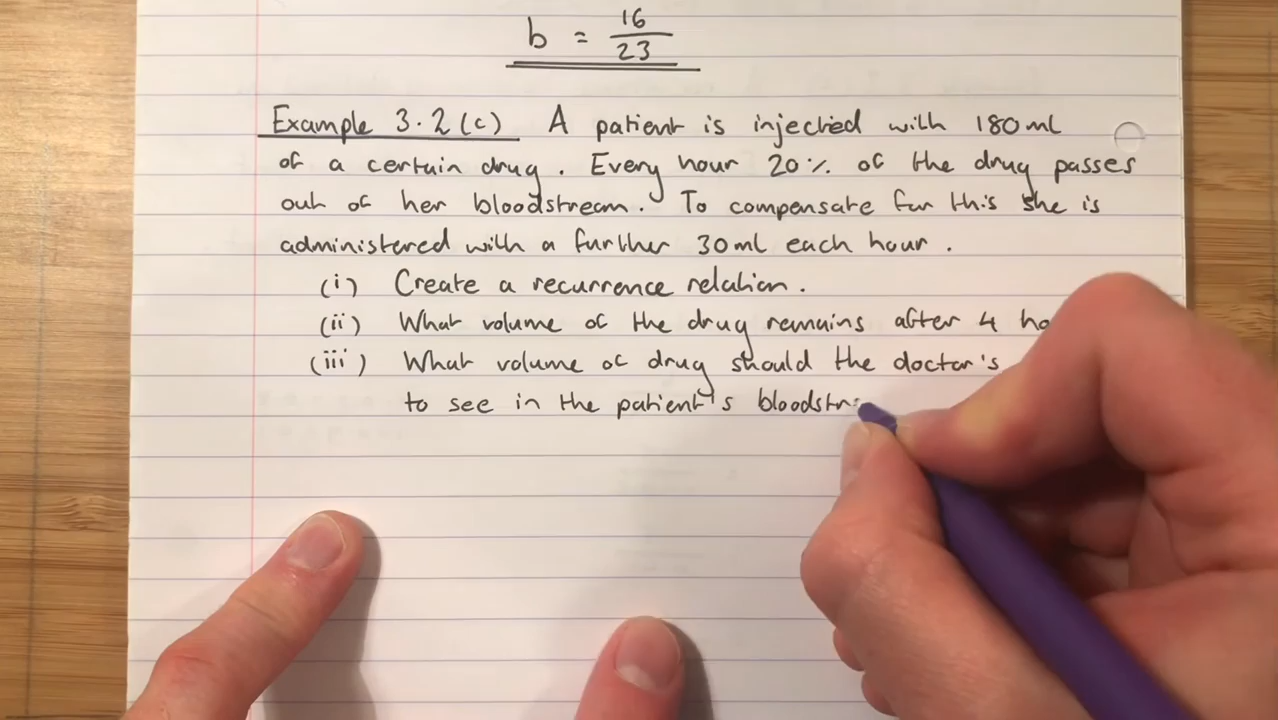 b = 16/23
Example 3.2 (c) A patient is injected with 180ml
of a certain drug. Every hour 20% of the drug passes
out of her bloodstream. To compensate for this she is
administered with a further 30ml each hour.
(i) Create a recurrence relation.
(ii) What volume of the drug remains after 4
(iii) What volume of drug should the doctor's
to see in the patient's